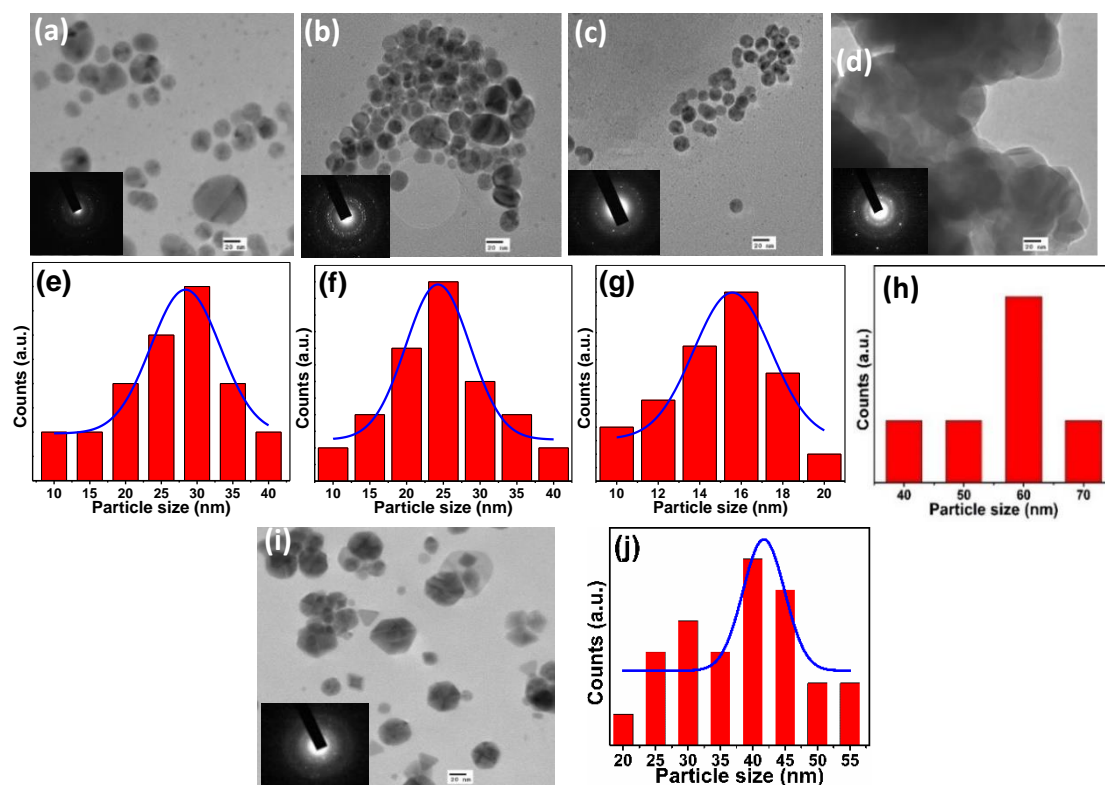 (a)
20 nm
(b)
20 nm
(c)
20 nm
(d)
20 nm
(e)
Counts (a.u.)
10 15 20 25 30 35 40
Particle size (nm)
(f)
Counts (a.u.)
10 15 20 25 30 35 40
Particle size (nm)
(g)
Counts (a.u.)
10 12 14 16 18 20
Particle size (nm)
(h)
Counts (a.u.)
40 50 60 70
Particle size (nm)
(i)
20 nm
(j)
Counts (a.u.)
20 25 30 35 40 45 50 55
Particle size (nm)